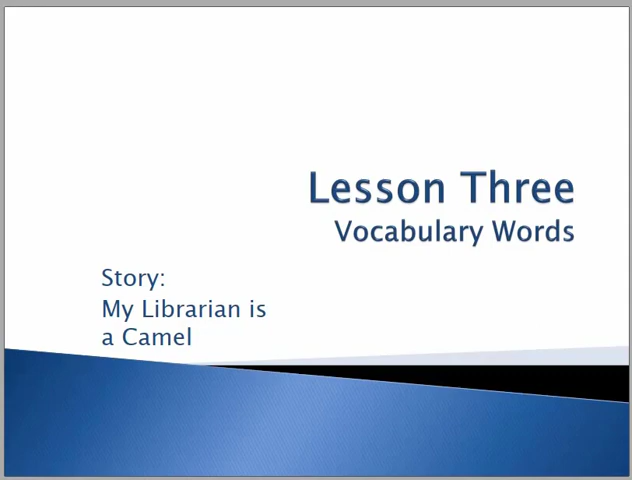 Lesson Three
Vocabulary Words
Story:
My Librarian is
a Camel